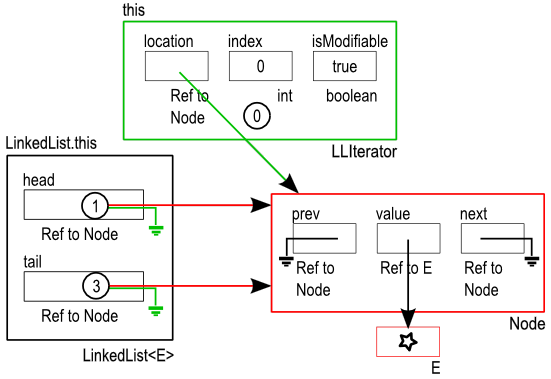 this
location index isModifiable
0 true
Ref to int boolean
Node 0
LLIterator
LinkedList.this
head
1
Ref to Node
tail
3
Ref to Node
LinkedList<E>
prev value next
Ref to Ref to E Ref to
Node Node
Node
E